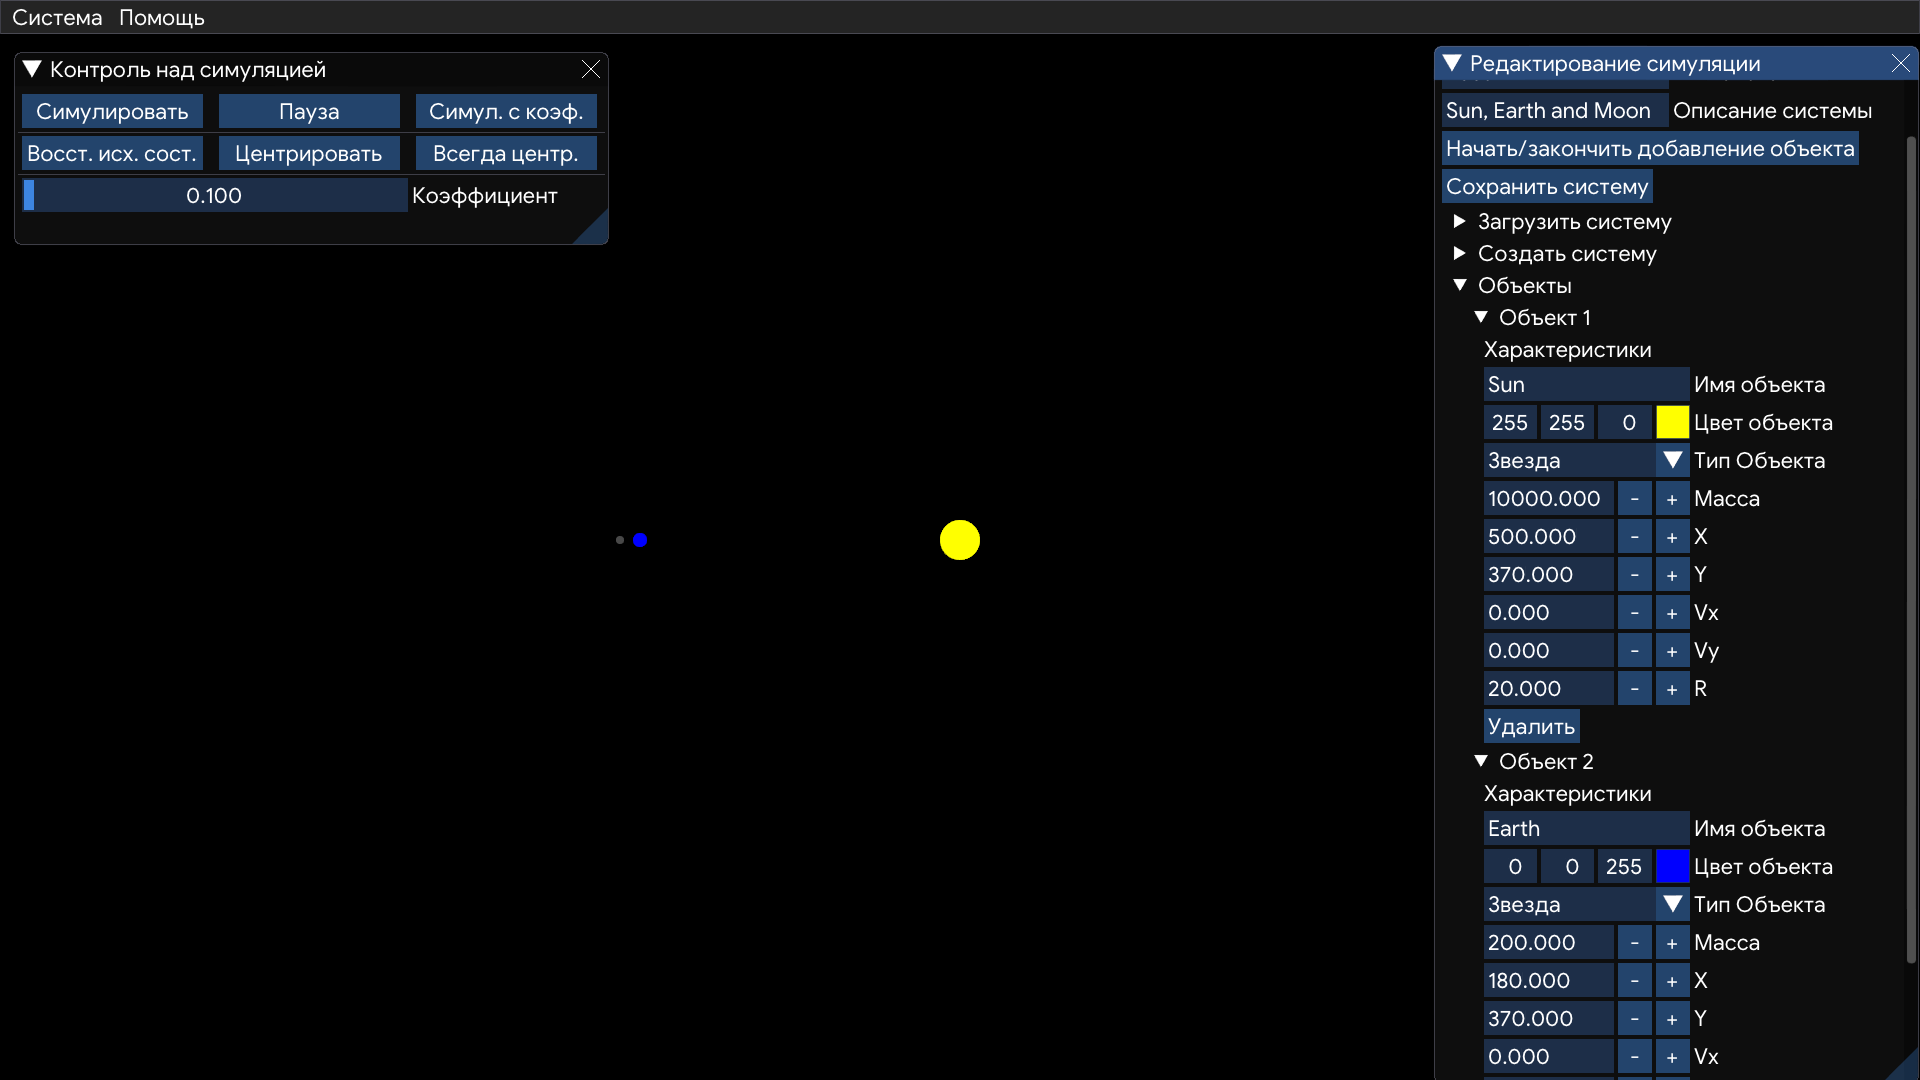 Система Помощь
Контроль над симуляцией
Симулировать Пауза Симул. с коэф.
Восст. исх. сост. Центрировать Всегда центр.
0.100 Коэффициент
Редактирование симуляции
Sun, Earth and Moon Описание системы
Начать/закончить добавление объекта
Сохранить систему
Загрузить систему
Создать систему
Объекты
Объект 1
Характеристики
Sun Имя объекта
255 255 0 Цвет объекта
Звезда Тип Объекта
10000.000 - + Масса
500.000 - + X
370.000 - + Y
0.000 - + Vx
0.000 - + Vy
20.000 - + R
Удалить
Объект 2
Характеристики
Earth Имя объекта
0 0 255 Цвет объекта
Звезда Тип Объекта
200.000 - + Масса
180.000 - + X
370.000 - + Y
0.000 - + Vx